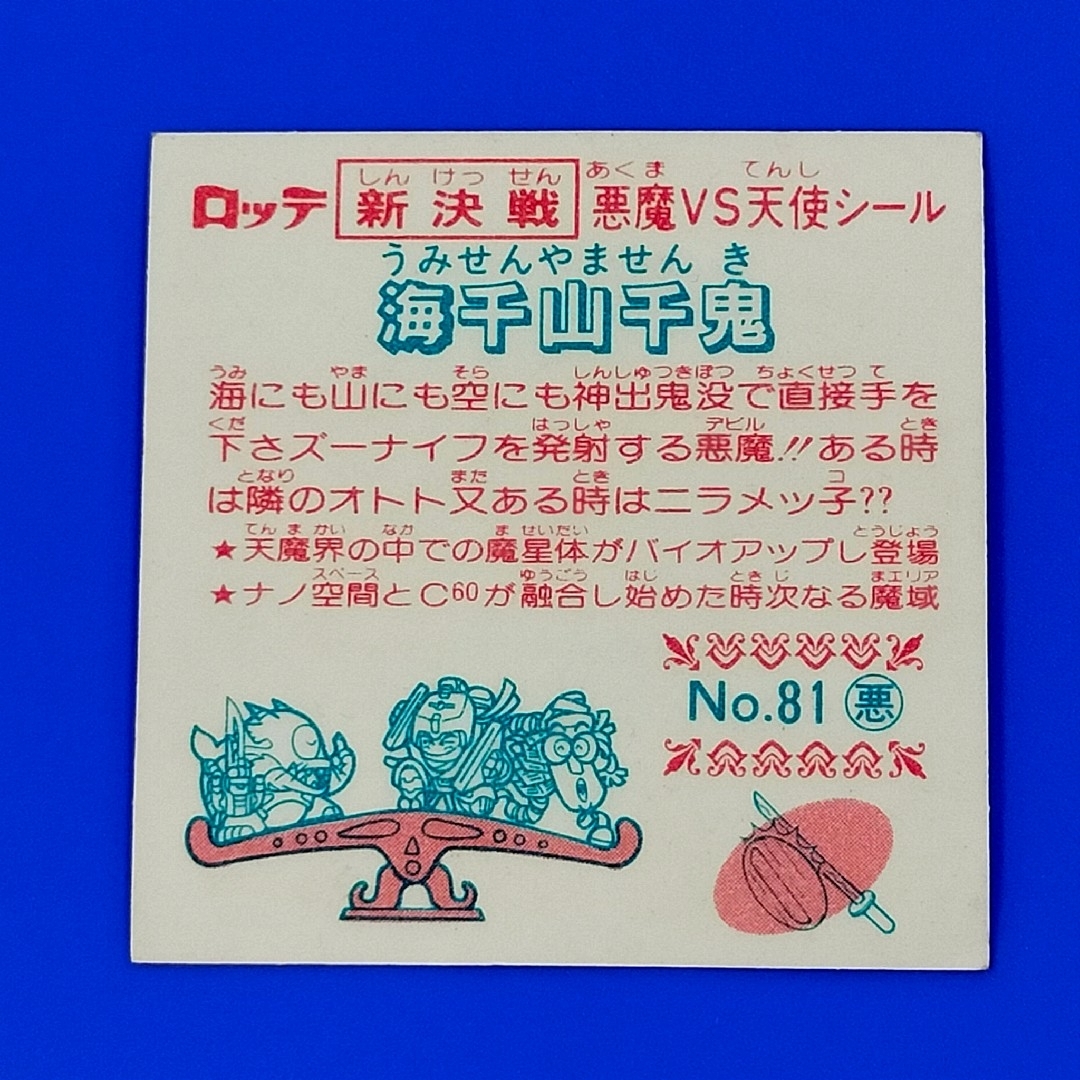 しん けっ せん あくま てんし
ロッテ 新決戦 悪魔VS天使シール
うみせんやません き
海千山千鬼
うみ やま そら しんしゅつきぼつ ちょくせつ て
海にも山にも空にも神出鬼没で直接手を
くだ はっしゃ デビル とき
下さズーナイフを発射する悪魔!!ある時
となり また とき コ
は隣のオトト又ある時はニラメッ子??
てん ま かい なか ま せいたい とうじょう
★天魔界の中での魔星体がバイオアップし登場
スペース ゆうごう はじ ときじ まエリア
★ナノ空間とC60が融合し始めた時次なる魔域
No.81 悪